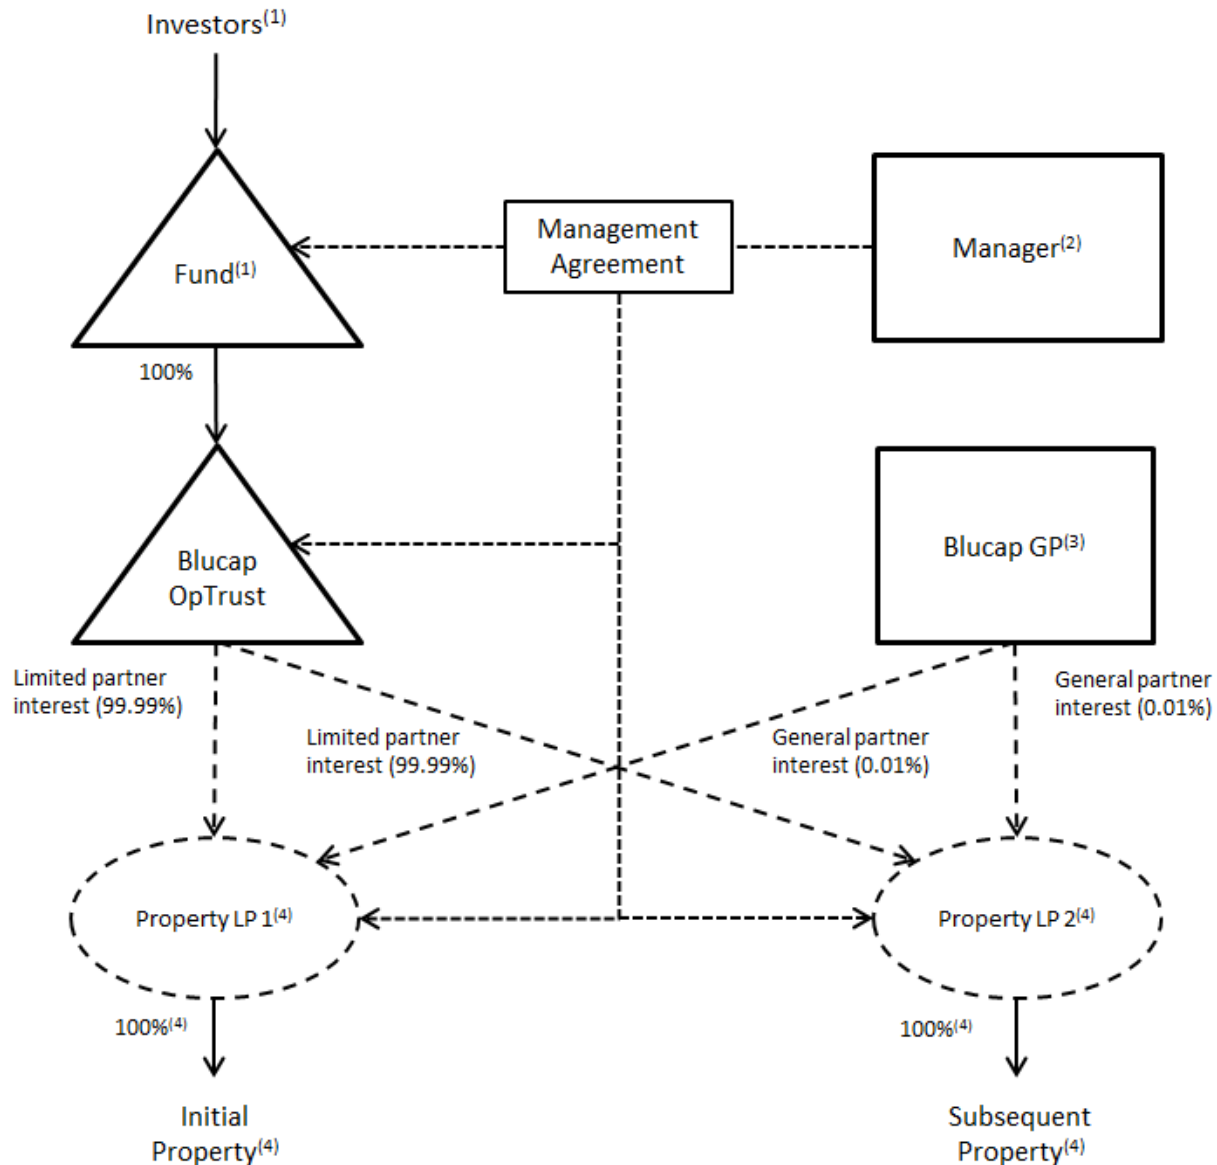 Investors(1)
Management
Agreement
Manager(2)
Fund(1)
100%
Blucap
OpTrust
Blucap GP(3)
Limited partner
interest (99.99%)
General partner
interest (0.01%)
Limited partner
interest (99.99%)
General partner
interest (0.01%)
Property LP 1(4)
Property LP 2(4)
100%(4)
100%(4)
Initial
Property(4)
Subsequent
Property(4)